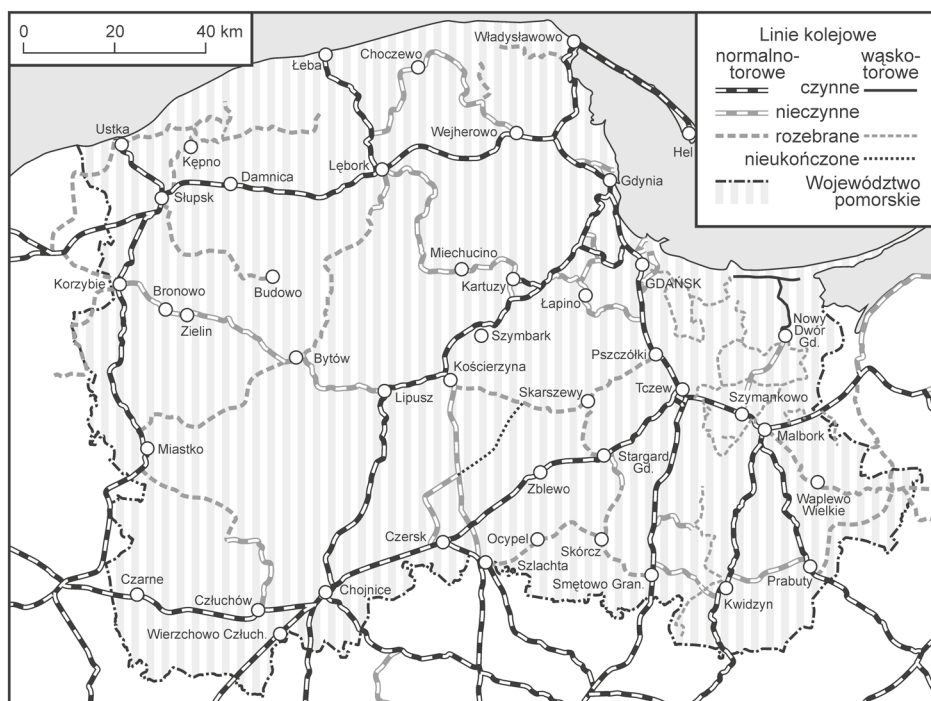 0 20 40 km
Linie kolejowe
normalno-
torowe
wąsko-
torowe
czynne
nieczynne
rozebrane
nieukończone
Województwo
pomorskie
Władysławowo
Choczewo
Łeba
Ustka
Wejherowo
Hel
Kępno
Lębork
Damnica
Gdynia
Słupsk
Miechucino
Korzybie
Budowo
Kartuzy
GDAŃSK
Bronowo
Łapino
Zielin
Nowy
Dwór
Gd.
Szymbark
Bytów
Pszczółki
Kościerzyna
Lipusz
Skarszewy
Tczew
Szymankowo
Malbork
Miastko
Stargard
Gd.
Zblewo
Waplewo
Wielkie
Czersk
Ocypel
Skórcz
Szlachta
Czarne
Smętowo Gran.
Prabuty
Chojnice
Człuchów
Kwidzyn
Wierzchowo Człuch.